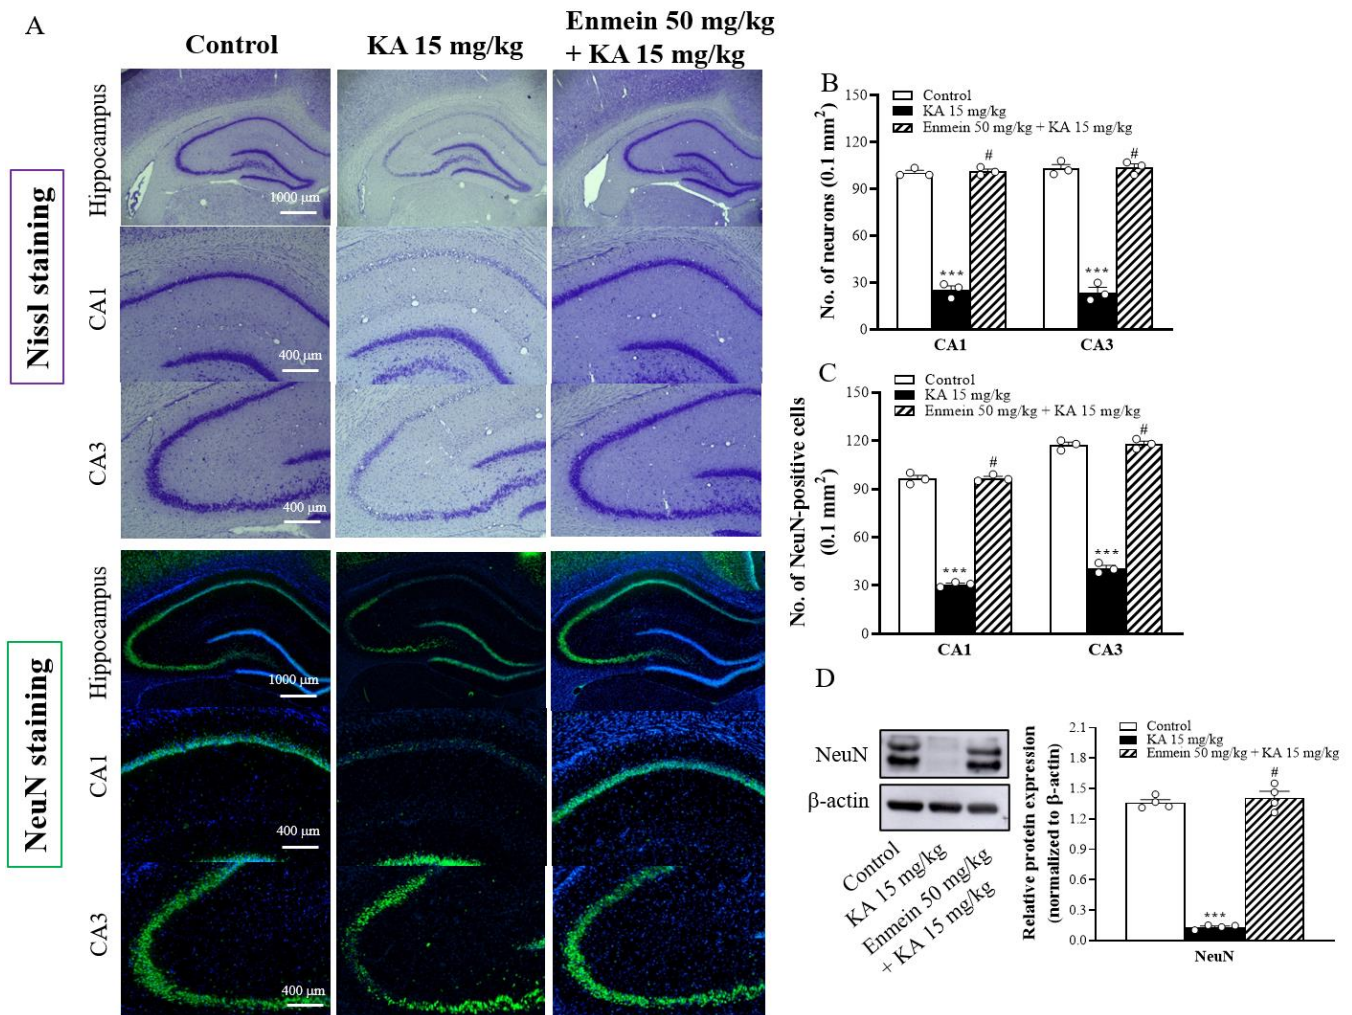 A
Control
KA 15 mg/kg
Enmein 50 mg/kg
+ KA 15 mg/kg
Nissl staining
Hippocampus
1000 μm
CA1
400 μm
CA3
400 μm
NeuN staining
Hippocampus
1000 μm
CA1
400 μm
CA3
400 μm
B
No. of neurons (0.1 mm²)
150
120
90
60
30
0
Control
KA 15 mg/kg
Enmein 50 mg/kg + KA 15 mg/kg
***
#
***
#
CA1
CA3
C
No. of NeuN-positive cells
(0.1 mm²)
150
120
90
60
30
0
Control
KA 15 mg/kg
Enmein 50 mg/kg + KA 15 mg/kg
***
#
***
#
CA1
CA3
D
NeuN
β-actin
Control
KA 15 mg/kg
Enmein 50 mg/kg
+ KA 15 mg/kg
Relative protein expression
(normalized to β-actin)
2.1
1.8
1.5
1.2
0.9
0.6
0.3
0.0
Control
KA 15 mg/kg
Enmein 50 mg/kg + KA 15 mg/kg
***
#
NeuN